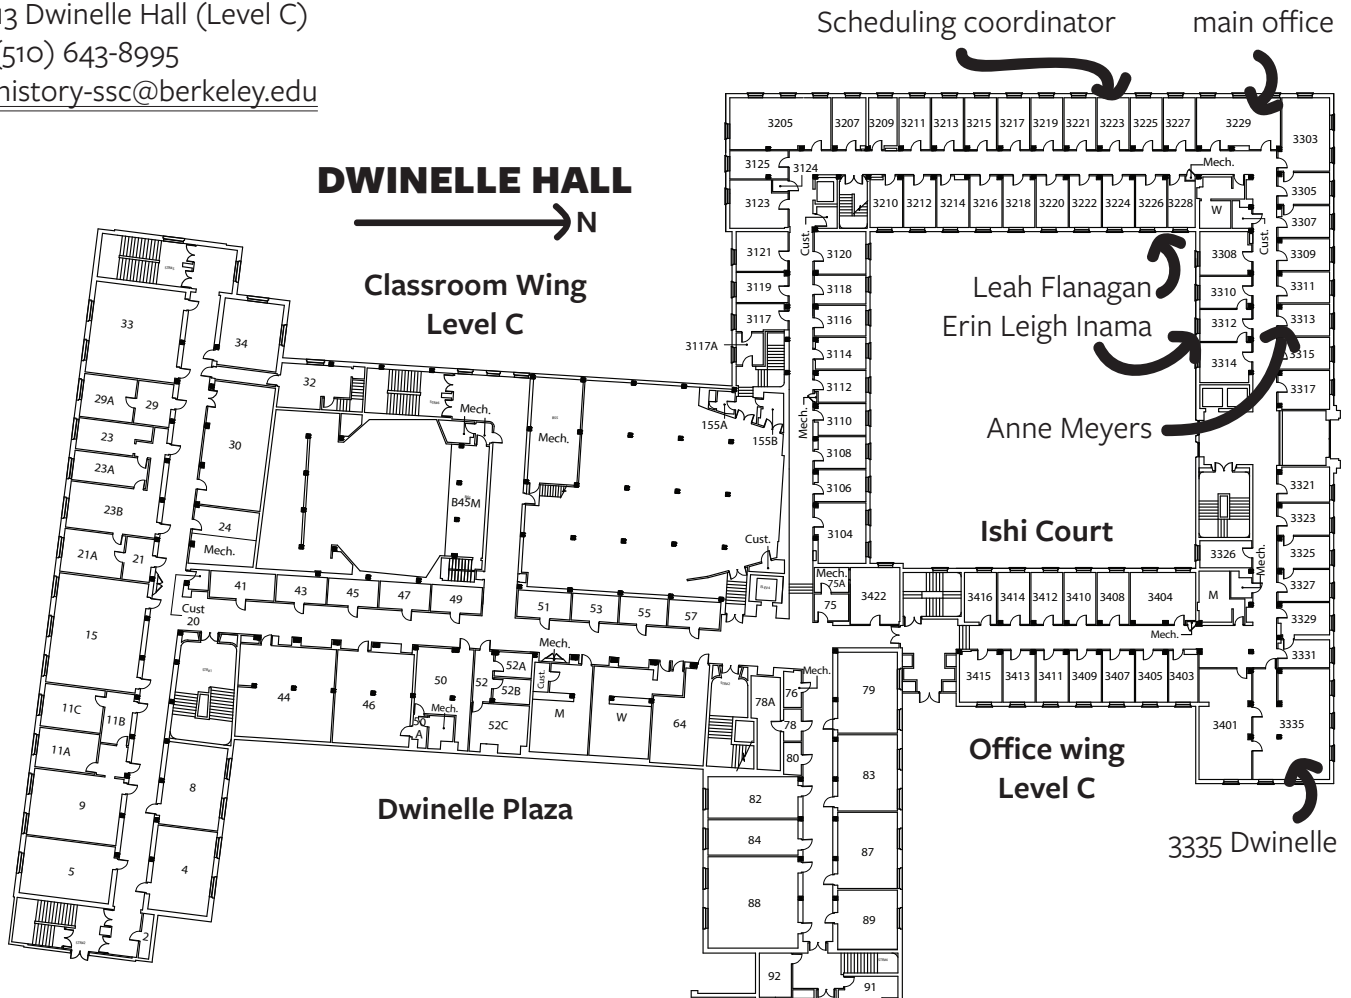 13 Dwinelle Hall (Level C)
(510) 643-8995
history-ssc@berkeley.edu
Scheduling coordinator
main office
DWINELLE HALL
N
Classroom Wing
Level C
3205
3207
3209
3211
3213
3215
3217
3219
3221
3223
3225
3227
3229
3303
3125
3124
Mech.
3305
3123
3210
3212
3214
3216
3218
3220
3222
3224
3226
3228
W
3307
Cust.
Cust.
3121
3120
3308
3309
3119
3118
3310
3311
Leah Flanagan
3117
3116
3312
3313
Erin Leigh Inama
3117A
3114
3314
3315
3112
3317
Mech.
3110
Anne Meyers
3108
3106
3321
3104
3323
Ishi Court
3326
3325
Mech.
3327
M
3329
3331
33
34
32
29A
29
Mech.
Mech.
155A
155B
23
30
23A
B45M
23B
24
Cust.
Mech.
21A
21
41
43
45
47
49
51
53
55
57
Mech.
75A
75
3422
3416
3414
3412
3410
3408
3404
Mech.
Cust
20
15
Mech.
52A
52
52B
Cust.
50
Mech.
50
A
52C
44
46
M
W
64
78A
76
Mech.
78
80
79
3415
3413
3411
3409
3407
3405
3403
3401
3335
11C
11B
11A
9
8
82
83
Office wing
Level C
Dwinelle Plaza
84
87
3335 Dwinelle
5
4
88
89
2
92
91